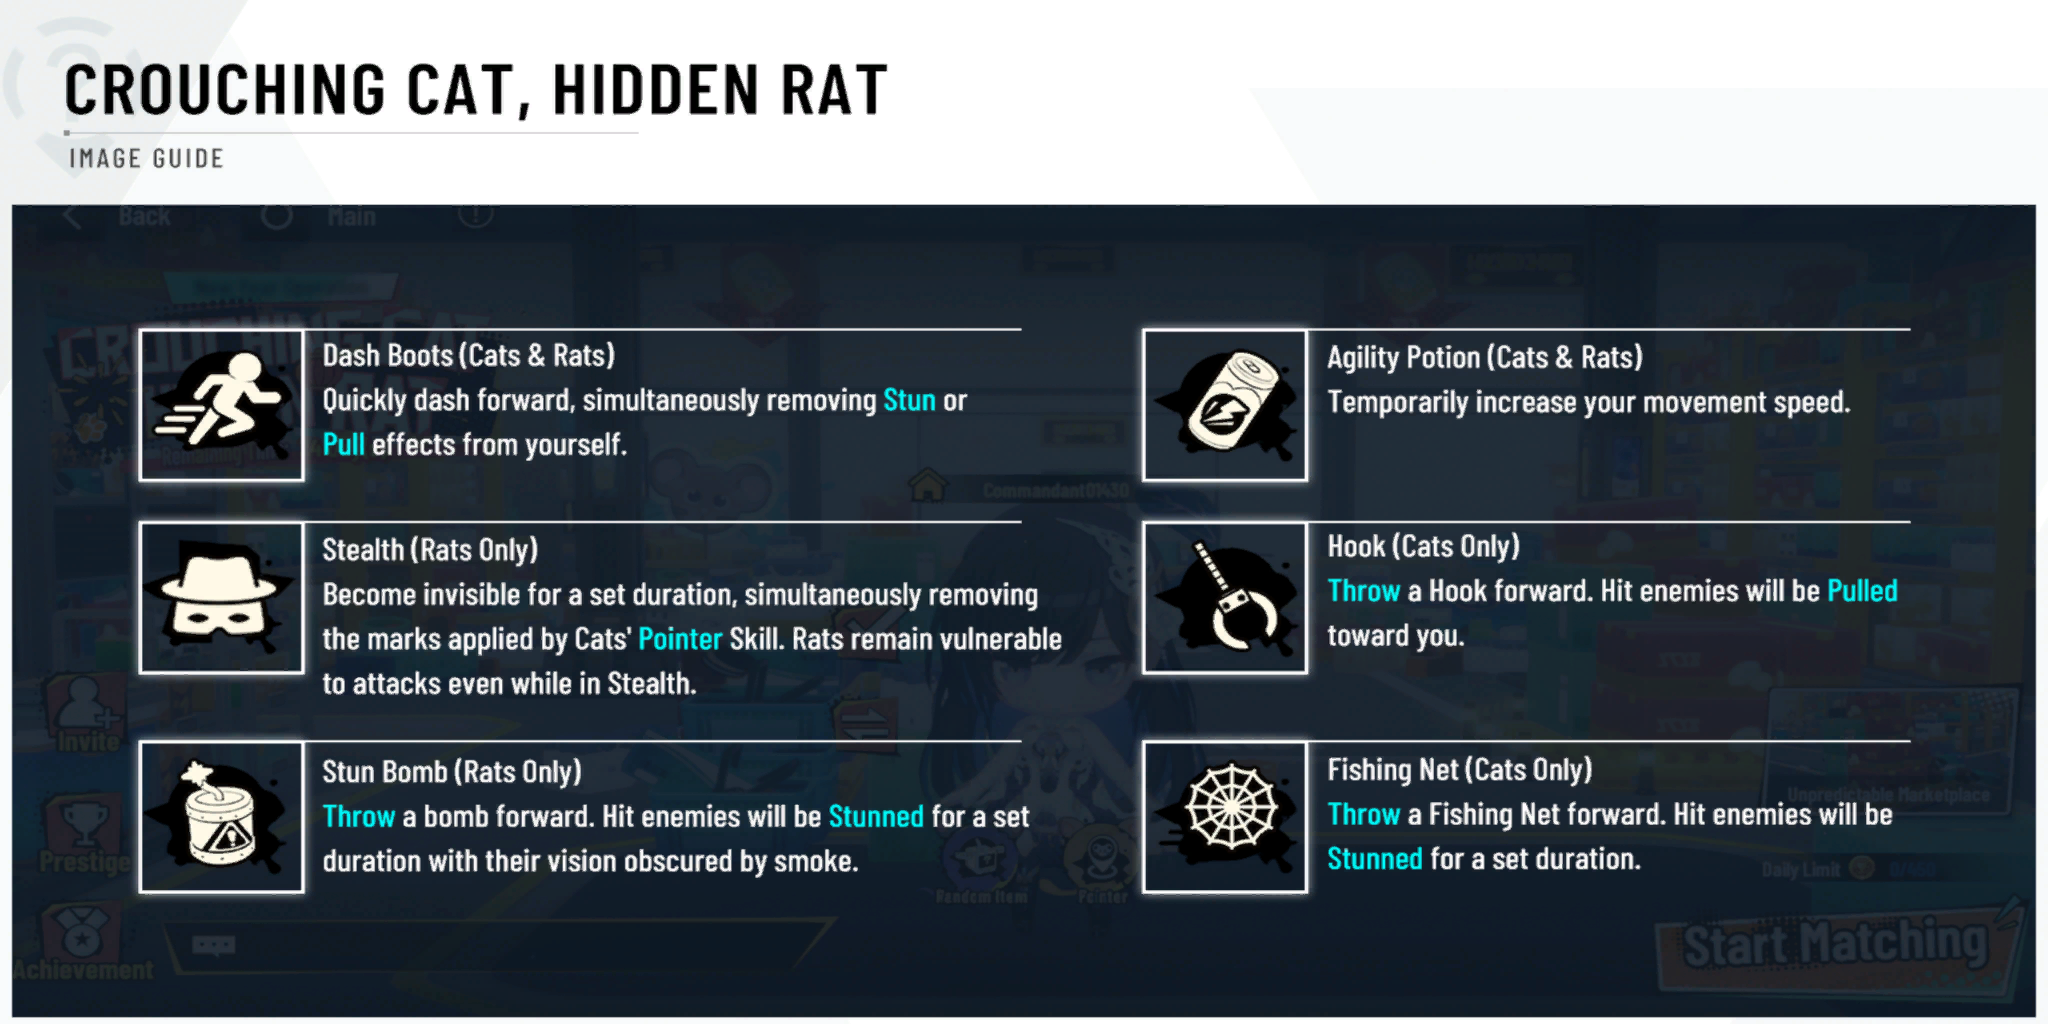 CROUCHING CAT, HIDDEN RAT
IMAGE GUIDE
Back
Main
Dash Boots (Cats & Rats)
Quickly dash forward, simultaneously removing Stun or
Pull effects from yourself.
Agility Potion (Cats & Rats)
Temporarily increase your movement speed.
Commandant01430
Stealth (Rats Only)
Become invisible for a set duration, simultaneously removing
the marks applied by Cats' Pointer Skill. Rats remain vulnerable
to attacks even while in Stealth.
Hook (Cats Only)
Throw a Hook forward. Hit enemies will be Pulled
toward you.
Invite
Stun Bomb (Rats Only)
Throw a bomb forward. Hit enemies will be Stunned for a set
duration with their vision obscured by smoke.
Fishing Net (Cats Only)
Throw a Fishing Net forward. Hit enemies will be
Stunned for a set duration.
Unpredictable Marketplace
Prestige
Random Item
Pointer
Daily Limit
Start Matching
Achievement